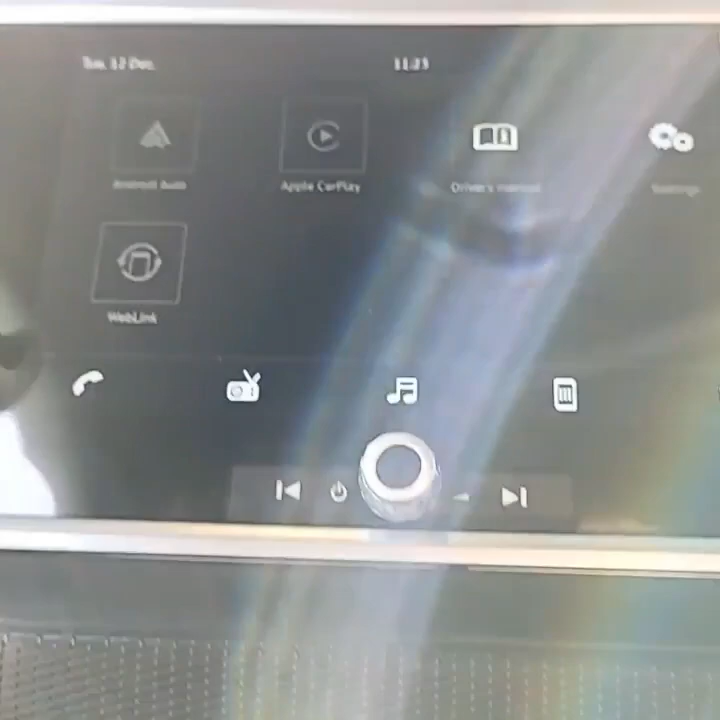 Tue, 12 Dec. 11:23
Android Auto Apple CarPlay Driver's manual Settings
WebLink